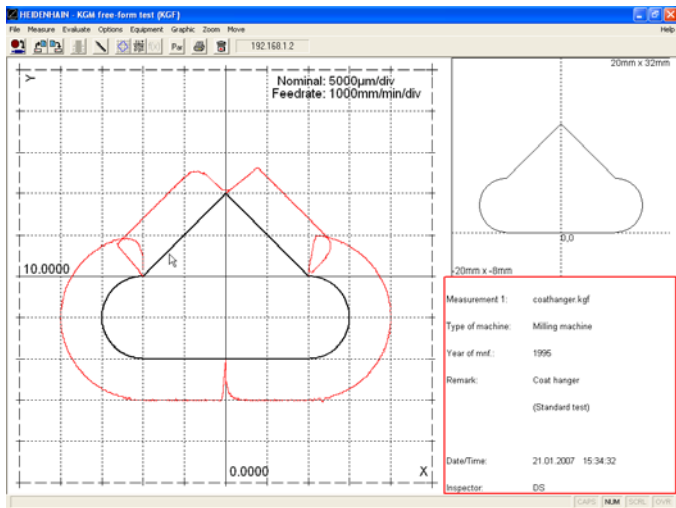 HEIDENHAIN - KGM free-form test (KGF)
File Measure Evaluate Options Equipment Graphic Zoom Move Help
Par 192.168.1.2
Y
Nominal: 5000µm/div
Feedrate: 1000mm/min/div
10.0000
0.0000 X
20mm x 32mm
0,0
-20mm x -8mm
Measurement 1: coathanger.kgf
Type of machine: Milling machine
Year of mnf.: 1995
Remark: Coat hanger
(Standard test)
Date/Time: 21.01.2007 15:34:32
Inspector: DS
CAPS NUM SCRL OVR